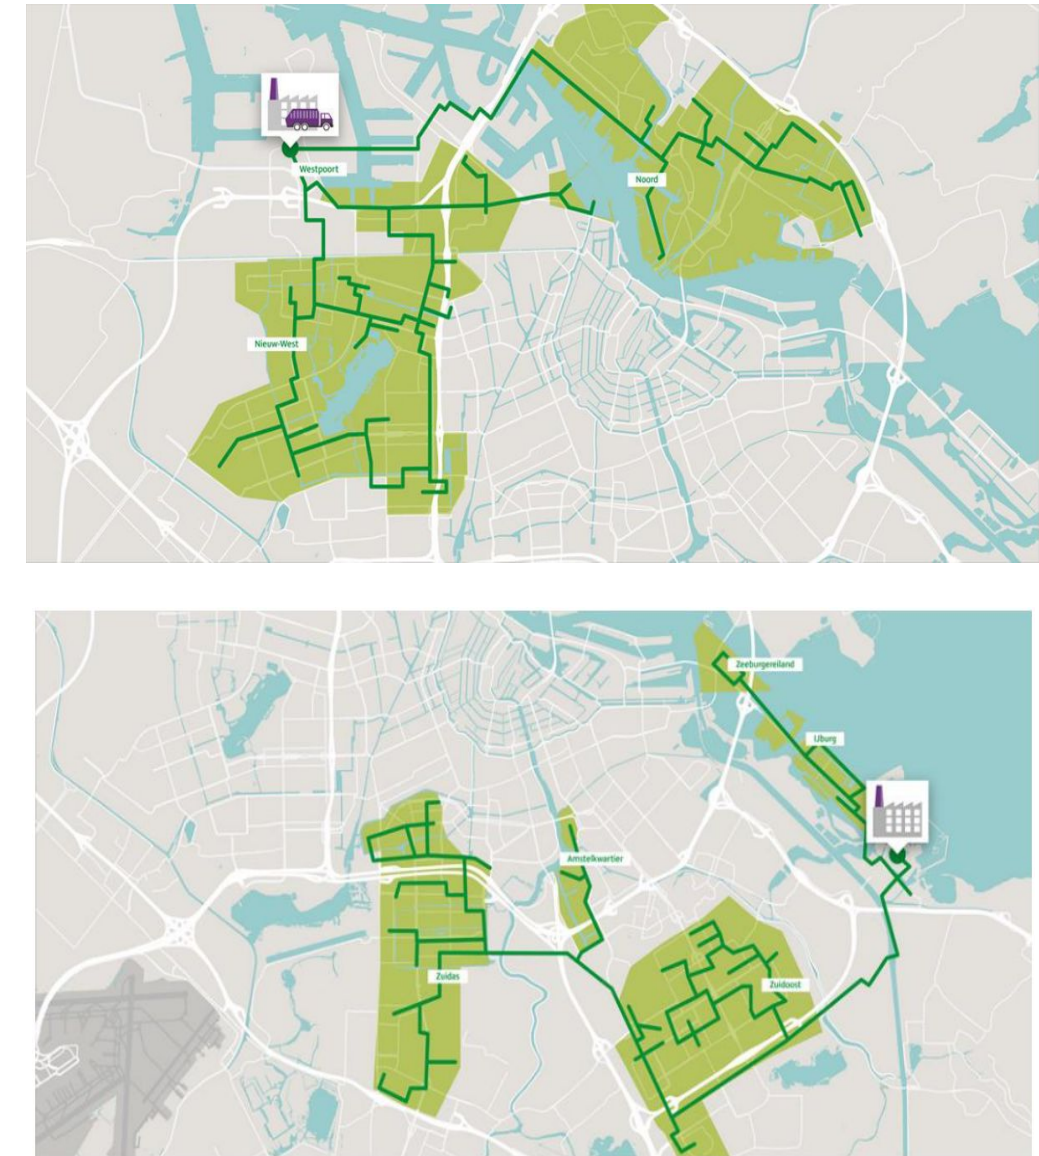 Westpoort
Noord
Nieuw-West
Zeeburgereiland
IJburg
Amstelkwartier
Zuidas
Zuidoost